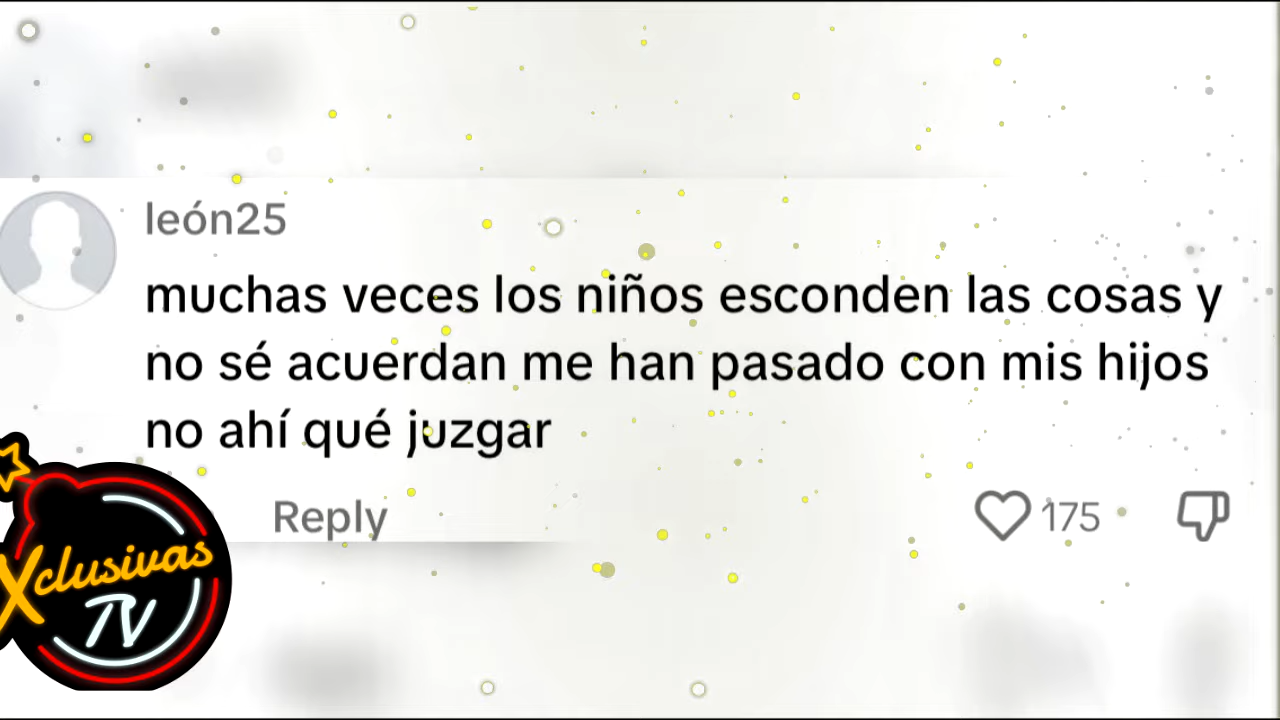 león25
muchas veces los niños esconden las cosas y
no sé acuerdan me han pasado con mis hijos
no ahí qué juzgar
Reply
175
Xclusivas
TV